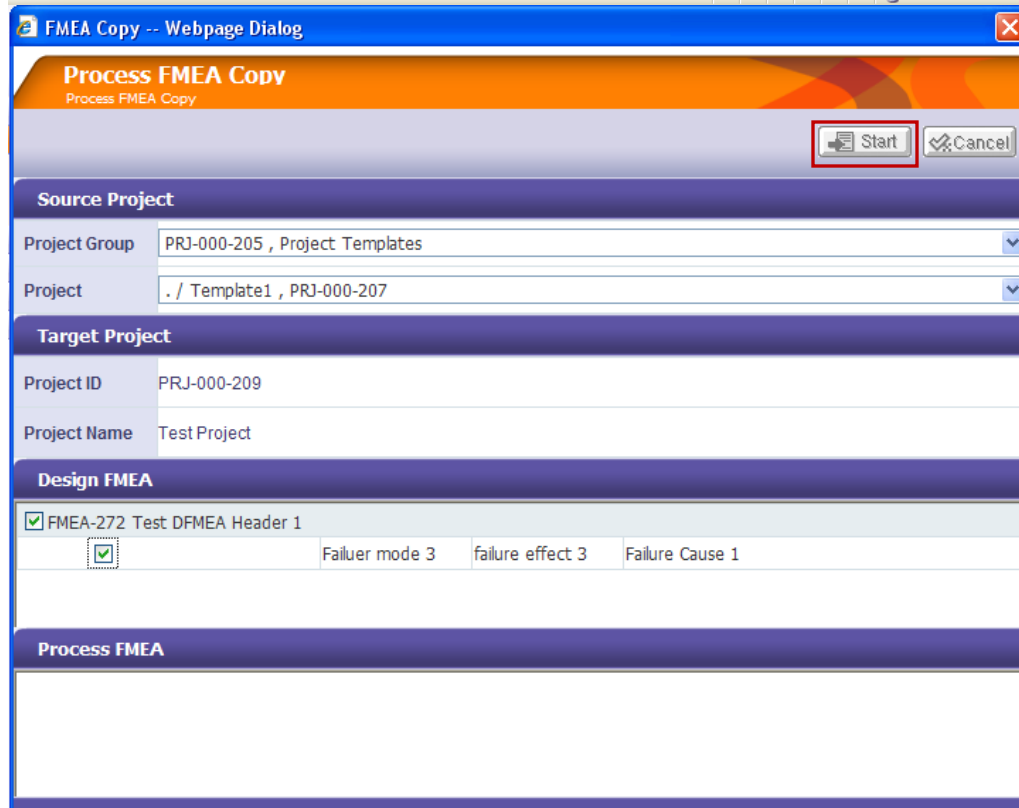 FMEA Copy -- Webpage Dialog
Process FMEA Copy
Process FMEA Copy
Start Cancel
Source Project
Project Group PRJ-000-205 , Project Templates
Project . / Template1 , PRJ-000-207
Target Project
Project ID PRJ-000-209
Project Name Test Project
Design FMEA
FMEA-272 Test DFMEA Header 1
Failuer mode 3 failure effect 3 Failure Cause 1
Process FMEA